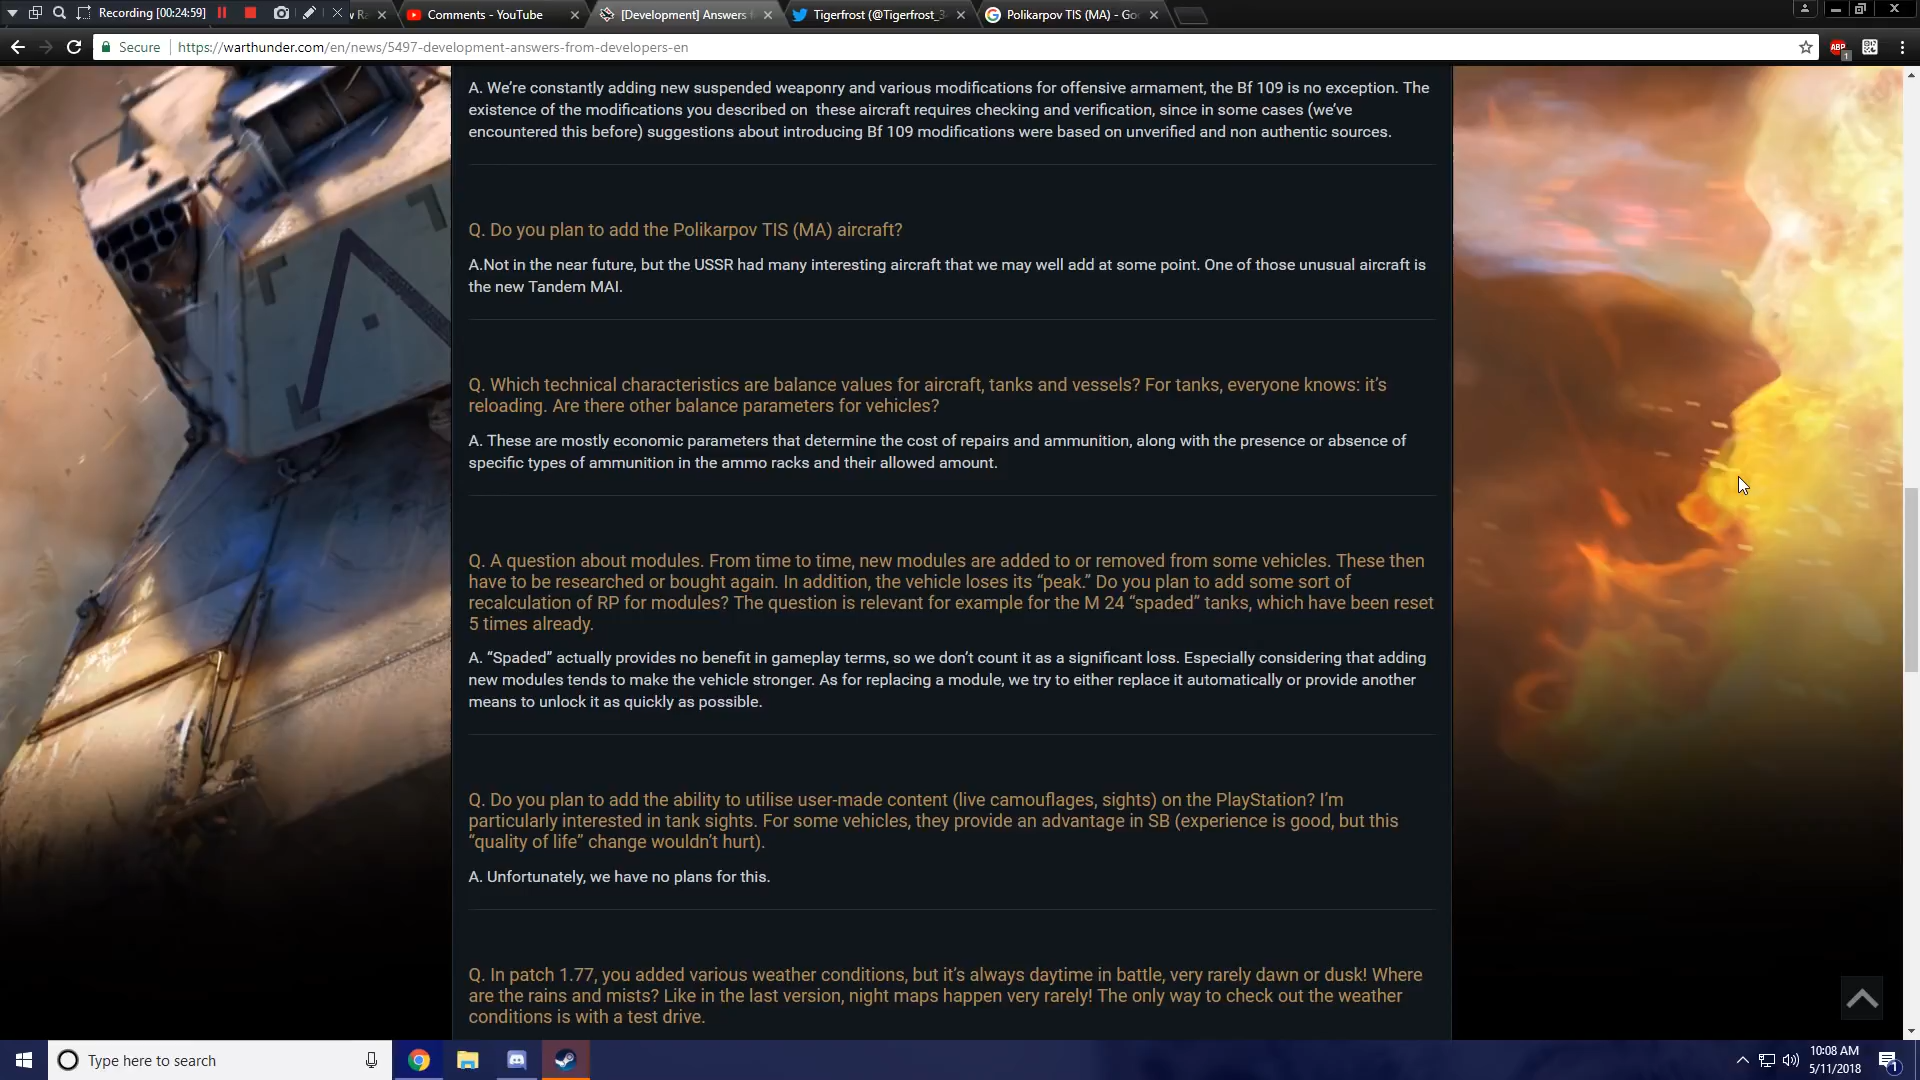 Recording [00:24:59]
Comments - YouTube
[Development] Answers
Tigerfrost (@Tigerfrost_3
Polikarpov TIS (MA) - Goo
Secure
https://warthunder.com/en/news/5497-development-answers-from-developers-en
ABP
1
A. We’re constantly adding new suspended weaponry and various modifications for offensive armament, the Bf 109 is no exception. The
existence of the modifications you described on these aircraft requires checking and verification, since in some cases (we’ve
encountered this before) suggestions about introducing Bf 109 modifications were based on unverified and non authentic sources.
Q. Do you plan to add the Polikarpov TIS (MA) aircraft?
A.Not in the near future, but the USSR had many interesting aircraft that we may well add at some point. One of those unusual aircraft is
the new Tandem MAI.
Q. Which technical characteristics are balance values for aircraft, tanks and vessels? For tanks, everyone knows: it’s
reloading. Are there other balance parameters for vehicles?
A. These are mostly economic parameters that determine the cost of repairs and ammunition, along with the presence or absence of
specific types of ammunition in the ammo racks and their allowed amount.
Q. A question about modules. From time to time, new modules are added to or removed from some vehicles. These then
have to be researched or bought again. In addition, the vehicle loses its “peak.” Do you plan to add some sort of
recalculation of RP for modules? The question is relevant for example for the M 24 “spaded” tanks, which have been reset
5 times already.
A. “Spaded” actually provides no benefit in gameplay terms, so we don’t count it as a significant loss. Especially considering that adding
new modules tends to make the vehicle stronger. As for replacing a module, we try to either replace it automatically or provide another
means to unlock it as quickly as possible.
Q. Do you plan to add the ability to utilise user-made content (live camouflages, sights) on the PlayStation? I’m
particularly interested in tank sights. For some vehicles, they provide an advantage in SB (experience is good, but this
“quality of life” change wouldn’t hurt).
A. Unfortunately, we have no plans for this.
Q. In patch 1.77, you added various weather conditions, but it’s always daytime in battle, very rarely dawn or dusk! Where
are the rains and mists? Like in the last version, night maps happen very rarely! The only way to check out the weather
conditions is with a test drive.
Type here to search
10:08 AM
5/11/2018
1